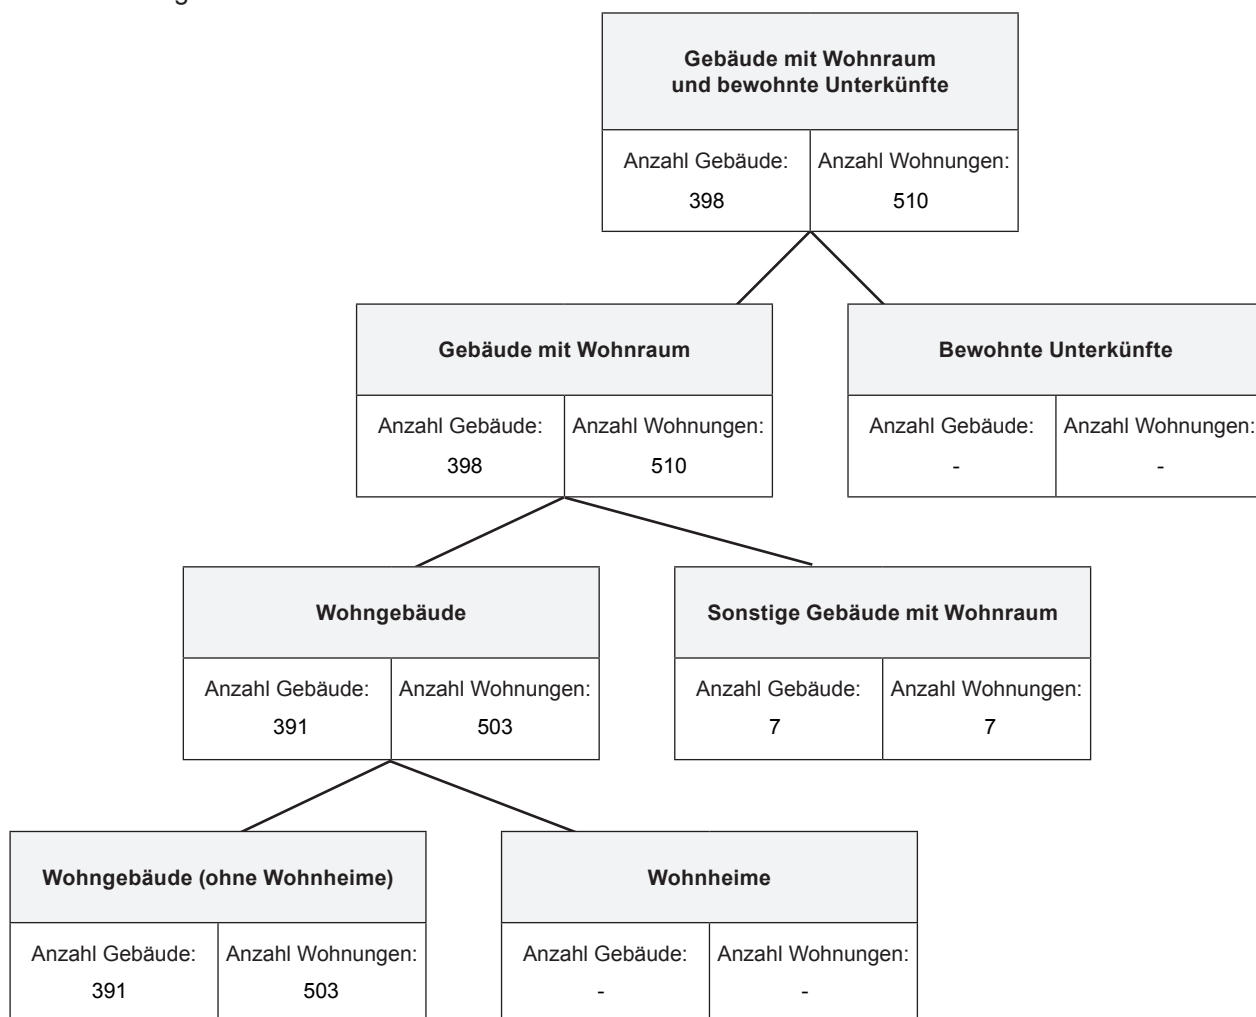 Gebäude mit Wohnraum
und bewohnte Unterkünfte
Anzahl Gebäude: Anzahl Wohnungen:
398 510
Gebäude mit Wohnraum
Bewohnte Unterkünfte
Anzahl Gebäude: Anzahl Wohnungen:
398 510
Anzahl Gebäude: Anzahl Wohnungen:
- -
Wohngebäude
Sonstige Gebäude mit Wohnraum
Anzahl Gebäude: Anzahl Wohnungen:
391 503
Anzahl Gebäude: Anzahl Wohnungen:
7 7
Wohngebäude (ohne Wohnheime)
Wohnheime
Anzahl Gebäude: Anzahl Wohnungen:
391 503
Anzahl Gebäude: Anzahl Wohnungen:
- -